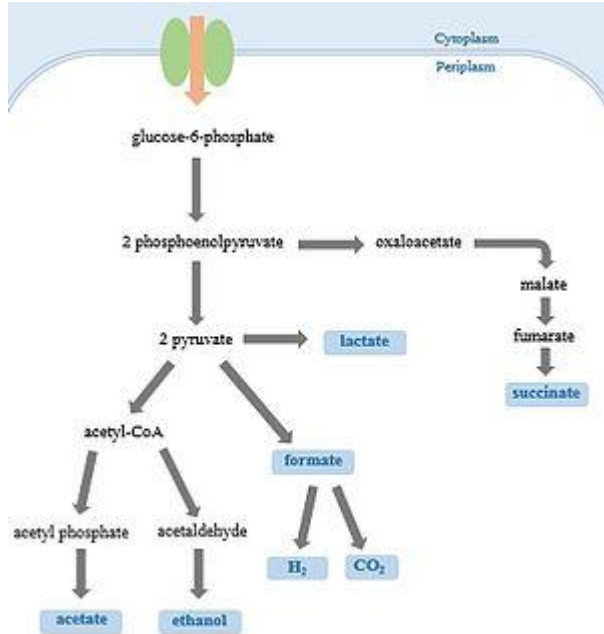 Cytoplasm
Periplasm
glucose-6-phosphate
2 phosphoenolpyruvate
oxaloacetate
malate
2 pyruvate
lactate
fumarate
succinate
acetyl-CoA
formate
acetyl phosphate
acetaldehyde
H₂
CO₂
acetate
ethanol